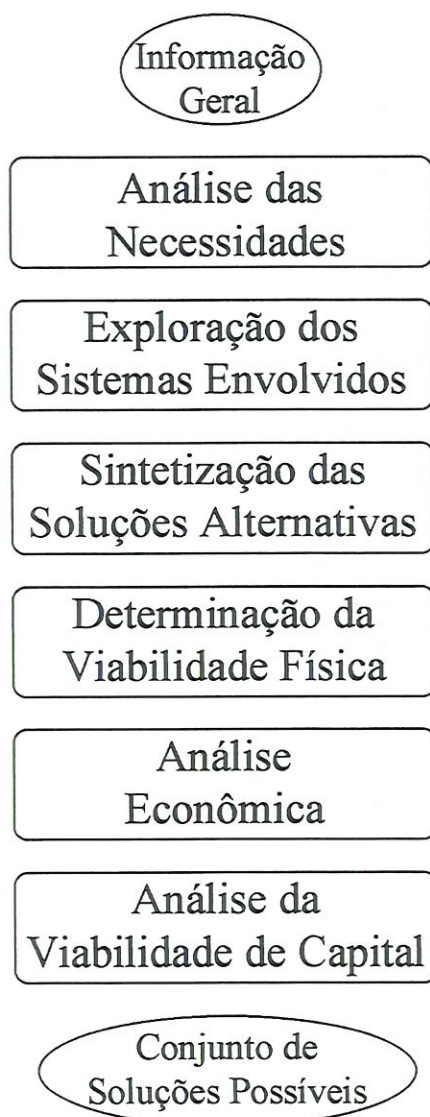 Informação
Geral
Análise das
Necessidades
Exploração dos
Sistemas Envolvidos
Sintetização das
Soluções Alternativas
Determinação da
Viabilidade Física
Análise
Econômica
Análise da
Viabilidade de Capital
Conjunto de
Soluções Possíveis